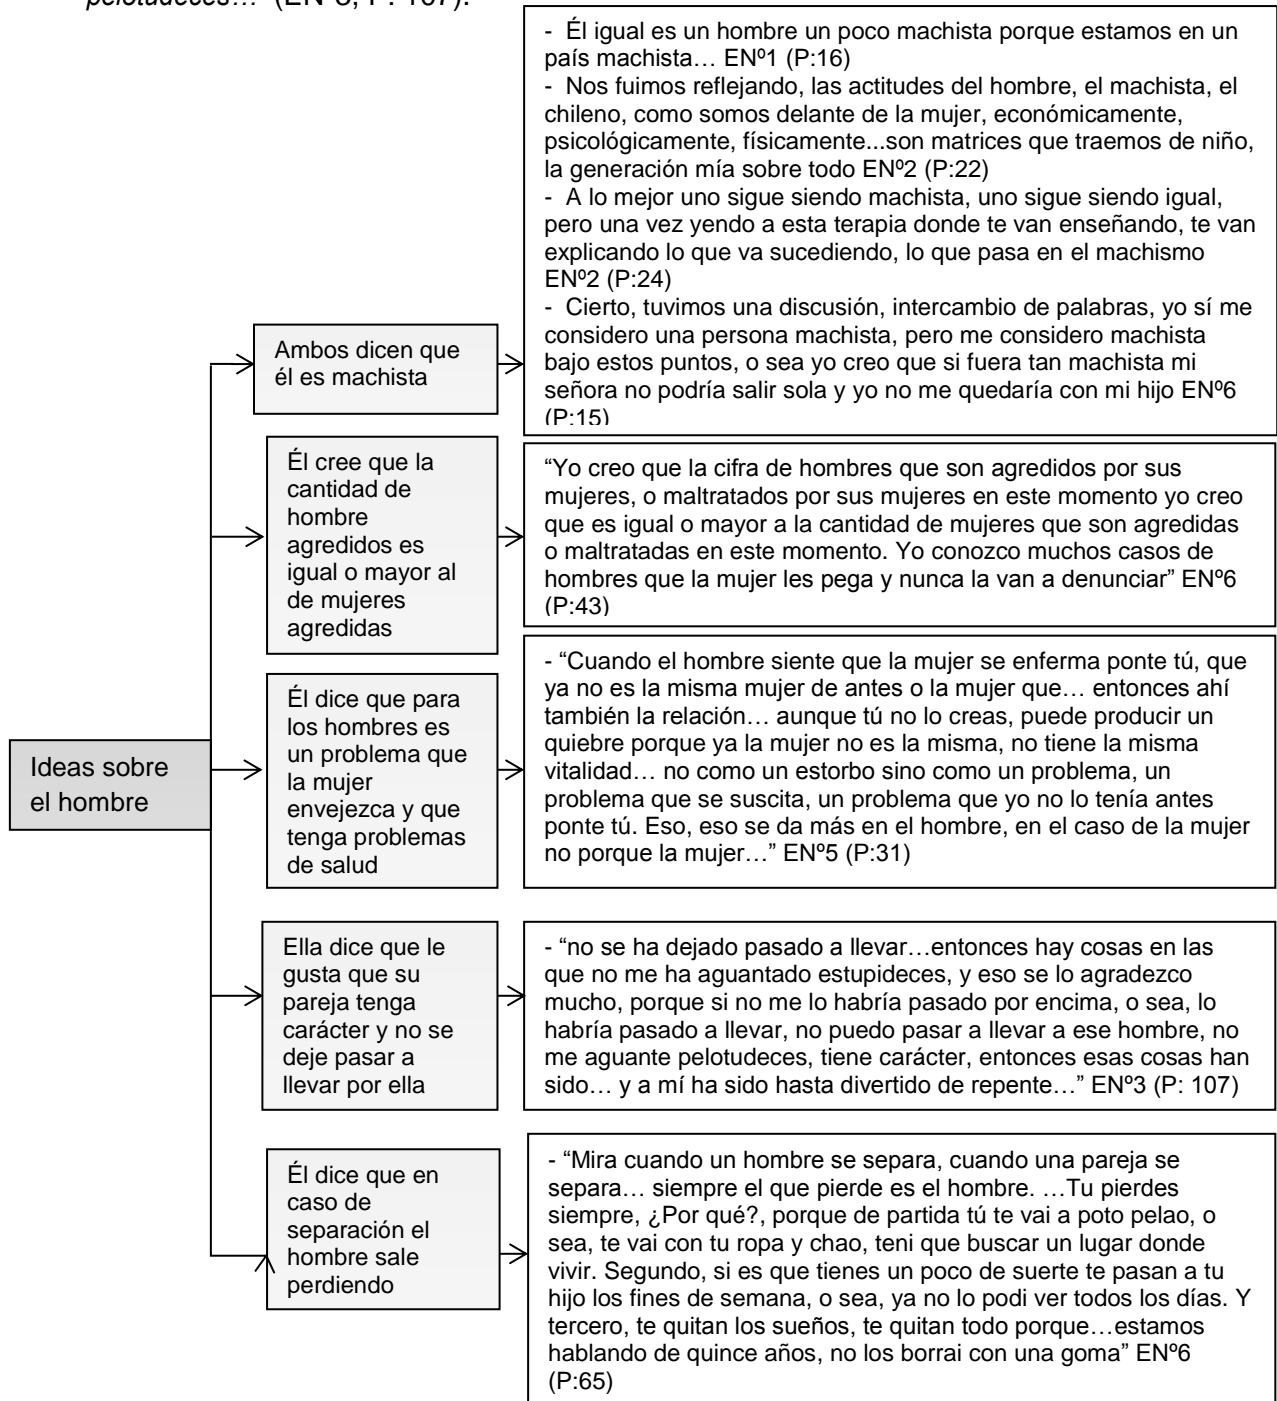 pelotudeces…" (EN°3, P: 107).
- Él igual es un hombre un poco machista porque estamos en un
país machista… ENº1 (P:16)
- Nos fuimos reflejando, las actitudes del hombre, el machista, el
chileno, como somos delante de la mujer, económicamente,
psicológicamente, físicamente...son matrices que traemos de niño,
la generación mía sobre todo ENº2 (P:22)
- A lo mejor uno sigue siendo machista, uno sigue siendo igual,
pero una vez yendo a esta terapia donde te van enseñando, te van
explicando lo que va sucediendo, lo que pasa en el machismo
ENº2 (P:24)
- Cierto, tuvimos una discusión, intercambio de palabras, yo sí me
considero una persona machista, pero me considero machista
bajo estos puntos, o sea yo creo que si fuera tan machista mi
señora no podría salir sola y yo no me quedaría con mi hijo ENº6
(P:15)
Ambos dicen que
él es machista
Él cree que la
cantidad de
hombre
agredidos es
igual o mayor al
de mujeres
agredidas
“Yo creo que la cifra de hombres que son agredidos por sus
mujeres, o maltratados por sus mujeres en este momento yo creo
que es igual o mayor a la cantidad de mujeres que son agredidas
o maltratadas en este momento. Yo conozco muchos casos de
hombres que la mujer les pega y nunca la van a denunciar” ENº6
(P:43)
Ideas sobre
el hombre
Él dice que para
los hombres es
un problema que
la mujer
envejezca y que
tenga problemas
de salud
- “Cuando el hombre siente que la mujer se enferma ponte tú, que
ya no es la misma mujer de antes o la mujer que… entonces ahí
también la relación… aunque tú no lo creas, puede producir un
quiebre porque ya la mujer no es la misma, no tiene la misma
vitalidad… no como un estorbo sino como un problema, un
problema que se suscita, un problema que yo no lo tenía antes
ponte tú. Eso, eso se da más en el hombre, en el caso de la mujer
no porque la mujer…” ENº5 (P:31)
Ella dice que le
gusta que su
pareja tenga
carácter y no se
deje pasar a
llevar por ella
- “no se ha dejado pasado a llevar…entonces hay cosas en las
que no me ha aguantado estupideces, y eso se lo agradezco
mucho, porque si no me lo habría pasado por encima, o sea, lo
habría pasado a llevar, no puedo pasar a llevar a ese hombre, no
me aguante pelotudeces, tiene carácter, entonces esas cosas han
sido… y a mí ha sido hasta divertido de repente…” ENº3 (P: 107)
Él dice que en
caso de
separación el
hombre sale
perdiendo
- “Mira cuando un hombre se separa, cuando una pareja se
separa… siempre el que pierde es el hombre. …Tu pierdes
siempre, ¿Por qué?, porque de partida tú te vai a poto pelao, o
sea, te vai con tu ropa y chao, teni que buscar un lugar donde
vivir. Segundo, si es que tienes un poco de suerte te pasan a tu
hijo los fines de semana, o sea, ya no lo podi ver todos los días. Y
tercero, te quitan los sueños, te quitan todo porque…estamos
hablando de quince años, no los borrai con una goma” ENº6
(P:65)